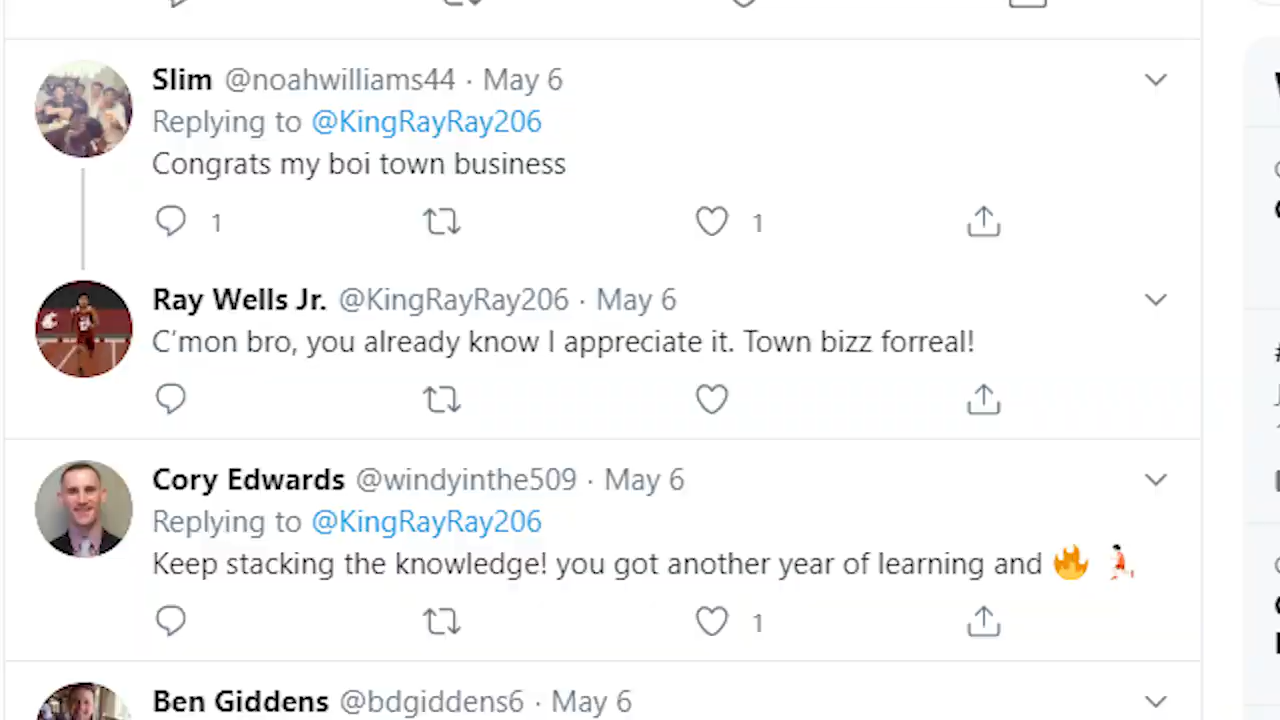 Slim @noahwilliams44 · May 6
Replying to @KingRayRay206
Congrats my boi town business
1 1
Ray Wells Jr. @KingRayRay206 · May 6
C'mon bro, you already know I appreciate it. Town bizz forreal!
Cory Edwards @windyinthe509 · May 6
Replying to @KingRayRay206
Keep stacking the knowledge! you got another year of learning and 🔥 🏃
1
Ben Giddens @bdgiddens6 · May 6